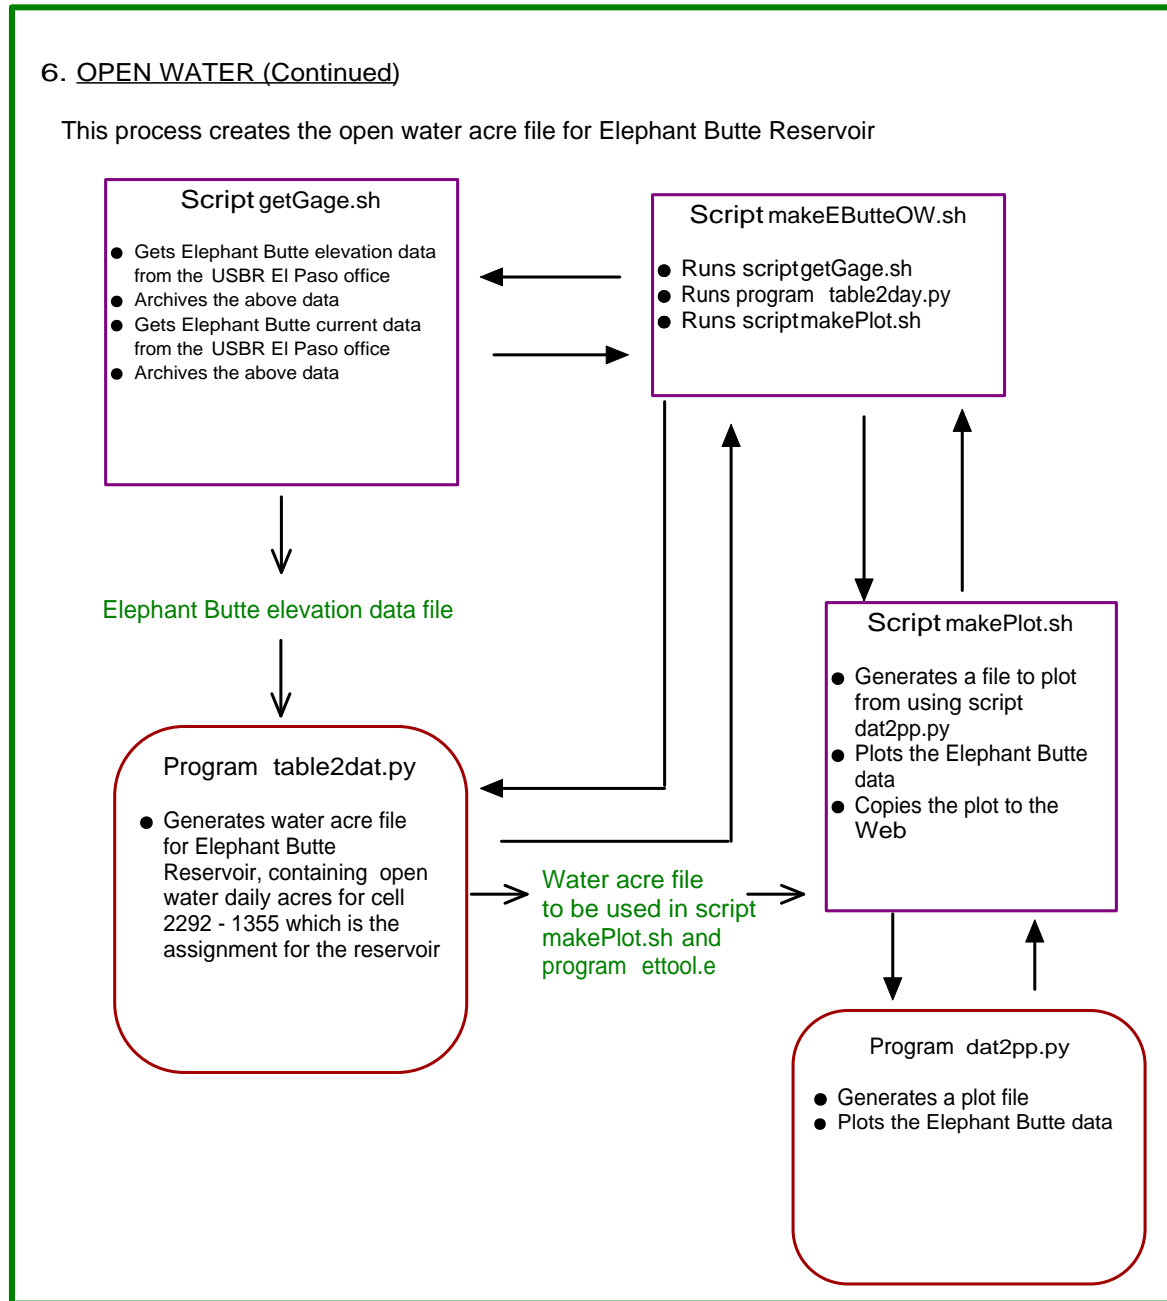 6. OPEN WATER (Continued)
This process creates the open water acre file for Elephant Butte Reservoir
Script getGage.sh
● Gets Elephant Butte elevation data
from the USBR El Paso office
● Archives the above data
● Gets Elephant Butte current data
from the USBR El Paso office
● Archives the above data
Script makeEButteOW.sh
● Runs script getGage.sh
● Runs program table2day.py
● Runs script makePlot.sh
Elephant Butte elevation data file
Script makePlot.sh
● Generates a file to plot
from using script
dat2pp.py
● Plots the Elephant Butte
data
● Copies the plot to the
Web
Program table2dat.py
● Generates water acre file
for Elephant Butte
Reservoir, containing open
water daily acres for cell
2292 - 1355 which is the
assignment for the reservoir
Water acre file
to be used in script
makePlot.sh and
program ettool.e
Program dat2pp.py
● Generates a plot file
● Plots the Elephant Butte data